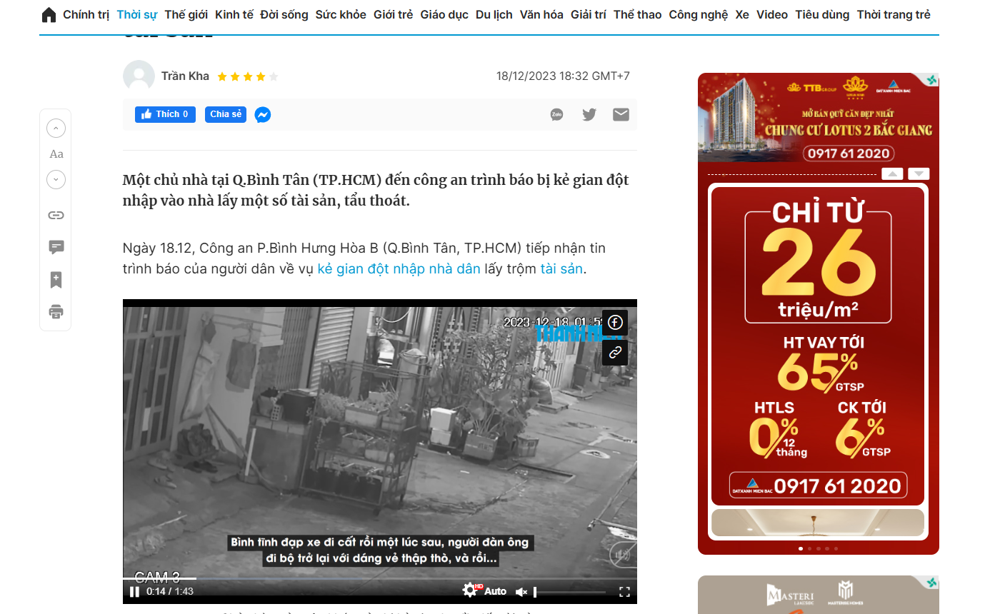 Chính trị Thời sự Thế giới Kinh tế Đời sống Sức khỏe Giới trẻ Giáo dục Du lịch Văn hóa Giải trí Thể thao Công nghệ Xe Video Tiêu dùng Thời trang trẻ
Trần Kha
18/12/2023 18:32 GMT+7
Thích 0
Chia sẻ
Zalo
Aa
Một chủ nhà tại Q.Bình Tân (TP.HCM) đến công an trình báo bị kẻ gian đột
nhập vào nhà lấy một số tài sản, tẩu thoát.
Ngày 18.12, Công an P.Bình Hưng Hòa B (Q.Bình Tân, TP.HCM) tiếp nhận tin
trình báo của người dân về vụ kẻ gian đột nhập nhà dân lấy trộm tài sản.
2023-12-18 01:5
THANH NIÊN
Bình tĩnh đạp xe đi cất rồi một lúc sau, người đàn ông
đi bộ trở lại với dáng vẻ thập thò, và rồi...
CAM 3
0:14 / 1:43
HD
Auto
TTB GROUP
LOTUS
DATXANH MIEN BAC
MỞ BÁN QUỸ CĂN ĐẸP NHẤT
CHUNG CƯ LOTUS 2 BẮC GIANG
0917 61 2020
CHỈ TỪ
26
triệu/m²
HT VAY TỚI
65%
GTSP
HTLS
0%
12
tháng
CK TỚI
6%
GTSP
DATXANH MIEN BAC
0917 61 2020
MASTERI
LAKESIDE
MASTERISE HOMES